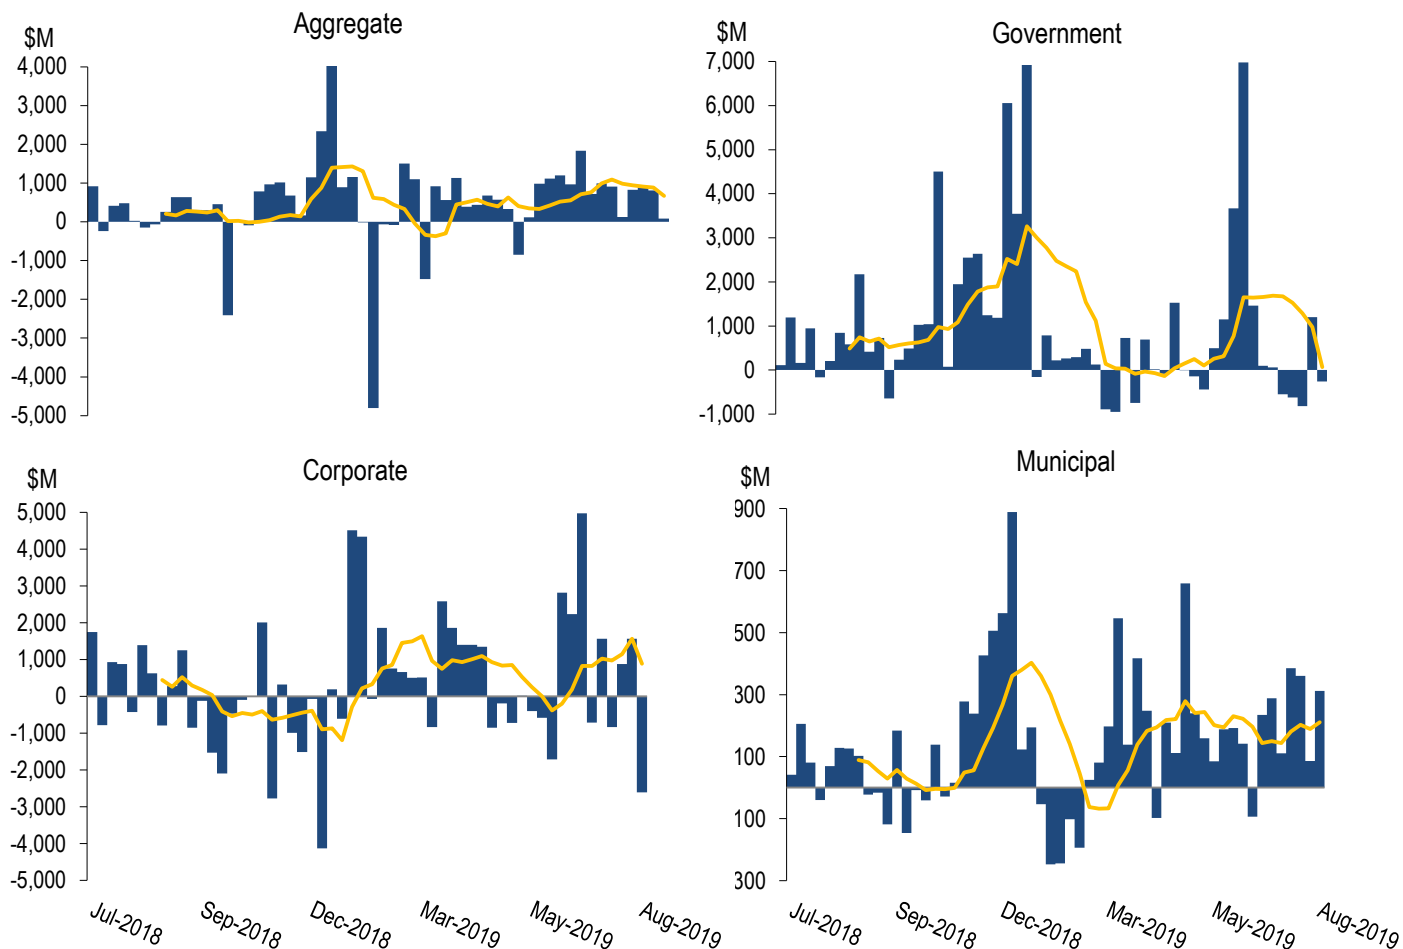 Aggregate
$M
4,000
3,000
2,000
1,000
0
-1,000
-2,000
-3,000
-4,000
-5,000
Government
$M
7,000
6,000
5,000
4,000
3,000
2,000
1,000
0
-1,000
Corporate
$M
5,000
4,000
3,000
2,000
1,000
0
-1,000
-2,000
-3,000
-4,000
-5,000
Jul-2018
Sep-2018
Dec-2018
Mar-2019
May-2019
Aug-2019
Municipal
$M
900
700
500
300
100
100
300
Jul-2018
Sep-2018
Dec-2018
Mar-2019
May-2019
Aug-2019